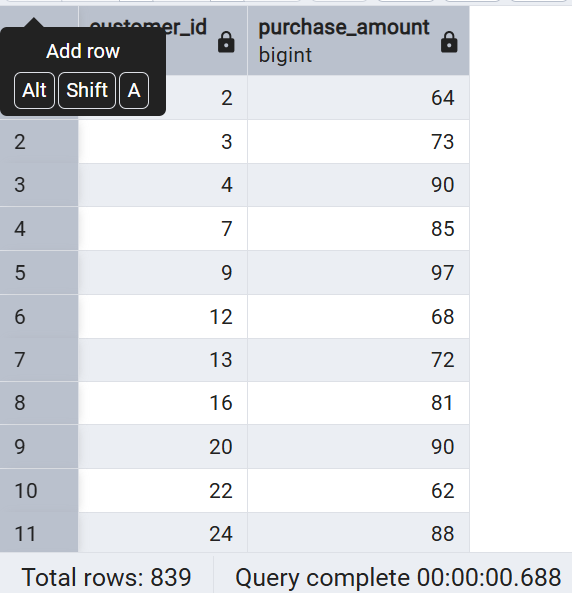 customer_id purchase_amount
bigint
Add row
Alt Shift A
2 64
2 3 73
3 4 90
4 7 85
5 9 97
6 12 68
7 13 72
8 16 81
9 20 90
10 22 62
11 24 88
Total rows: 839 Query complete 00:00:00.688